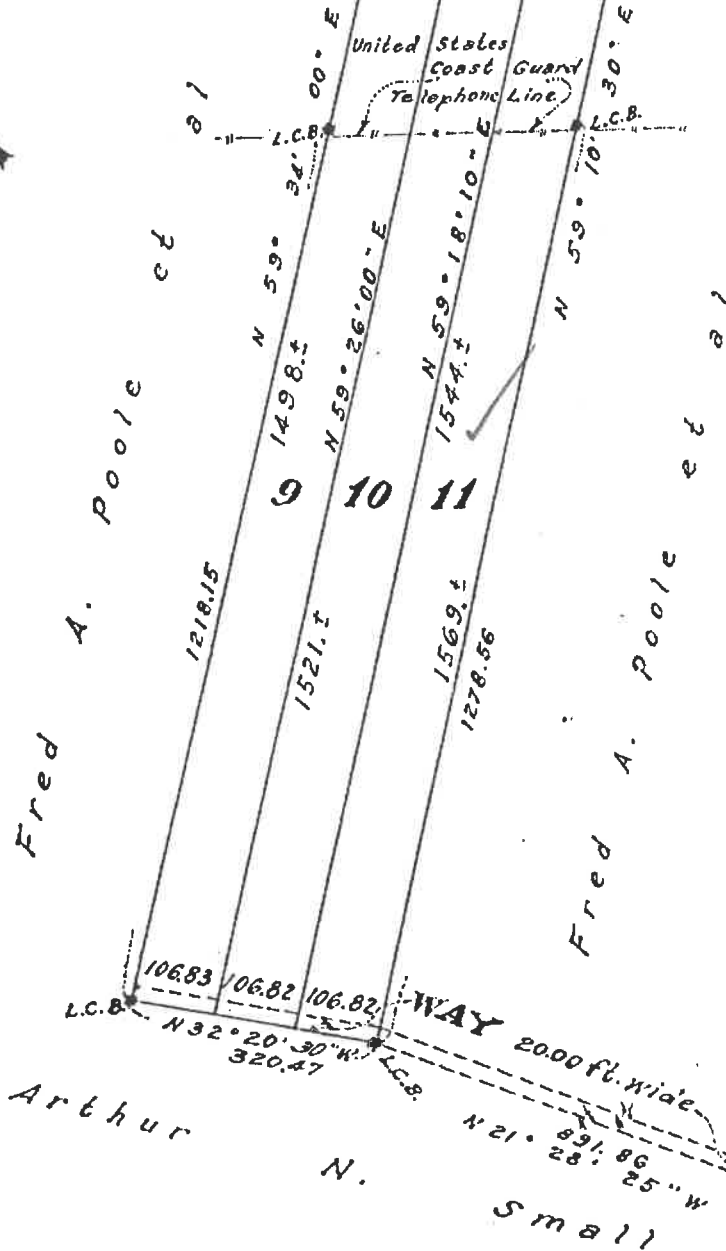 United States
Coast Guard
Telephone Line
L.C.B.
L.C.B.
N 59° 34' 00" E
N 59° 26' 00" E
N 59° 18' 10" E
N 59° 10' 30" E
1498.±
1544.±
9 10 11
1218.15
1521.±
1569.±
1278.56
Fred A. Poole et al
Fred A. Poole et al
106.83 106.82 106.82
L.C.B.
N 32° 20' 30" W
320.47
L.C.B.
WAY 20.00 ft. wide
N 21° 28' 25" W
891.86
Arthur N. Small